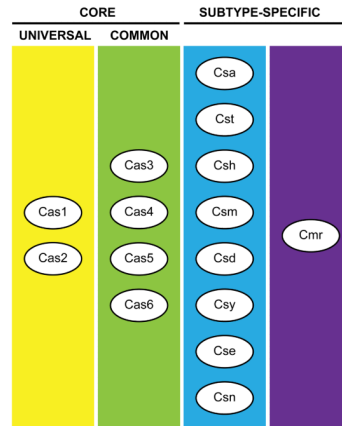 CORE
SUBTYPE-SPECIFIC
UNIVERSAL
COMMON
Cas1
Cas2
Cas3
Cas4
Cas5
Cas6
Csa
Cst
Csh
Csm
Csd
Csy
Cse
Csn
Cmr